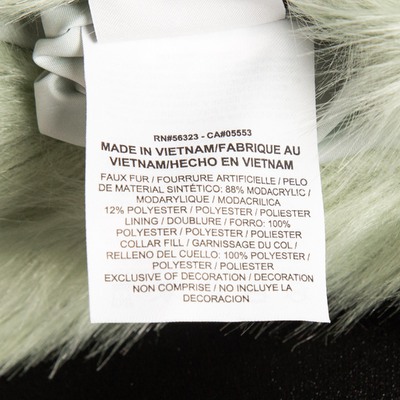 RN#56323 - CA#05553
MADE IN VIETNAM/FABRIQUE AU
VIETNAM/HECHO EN VIETNAM
FAUX FUR / FOURRURE ARTIFICIELLE / PELO
DE MATERIAL SINTÉTICO: 88% MODACRYLIC /
MODARYLIQUE / MODACRILICA
12% POLYESTER / POLYESTER / POLIESTER
LINING / DOUBLURE / FORRO: 100%
POLYESTER / POLYESTER / POLIESTER
COLLAR FILL / GARNISSAGE DU COL /
RELLENO DEL CUELLO: 100% POLYESTER
/ POLYESTER / POLIESTER
EXCLUSIVE OF DECORATION / DECORATION
NON COMPRISE / NO INCLUYE LA
DECORACION